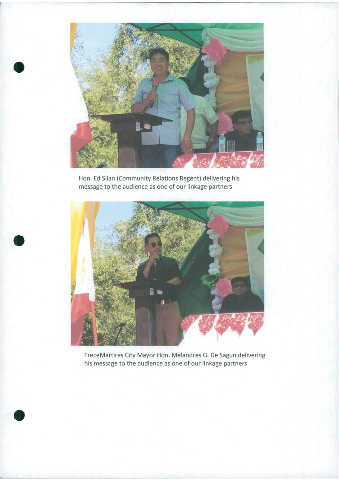 Hon. Ed Silan (Community Relations Regent) delivering his
message to the audience as one of our linkage partners
TreceMartires City Mayor Hon. Melandres G. De Sagun delivering
his message to the audience as one of our linkage partners